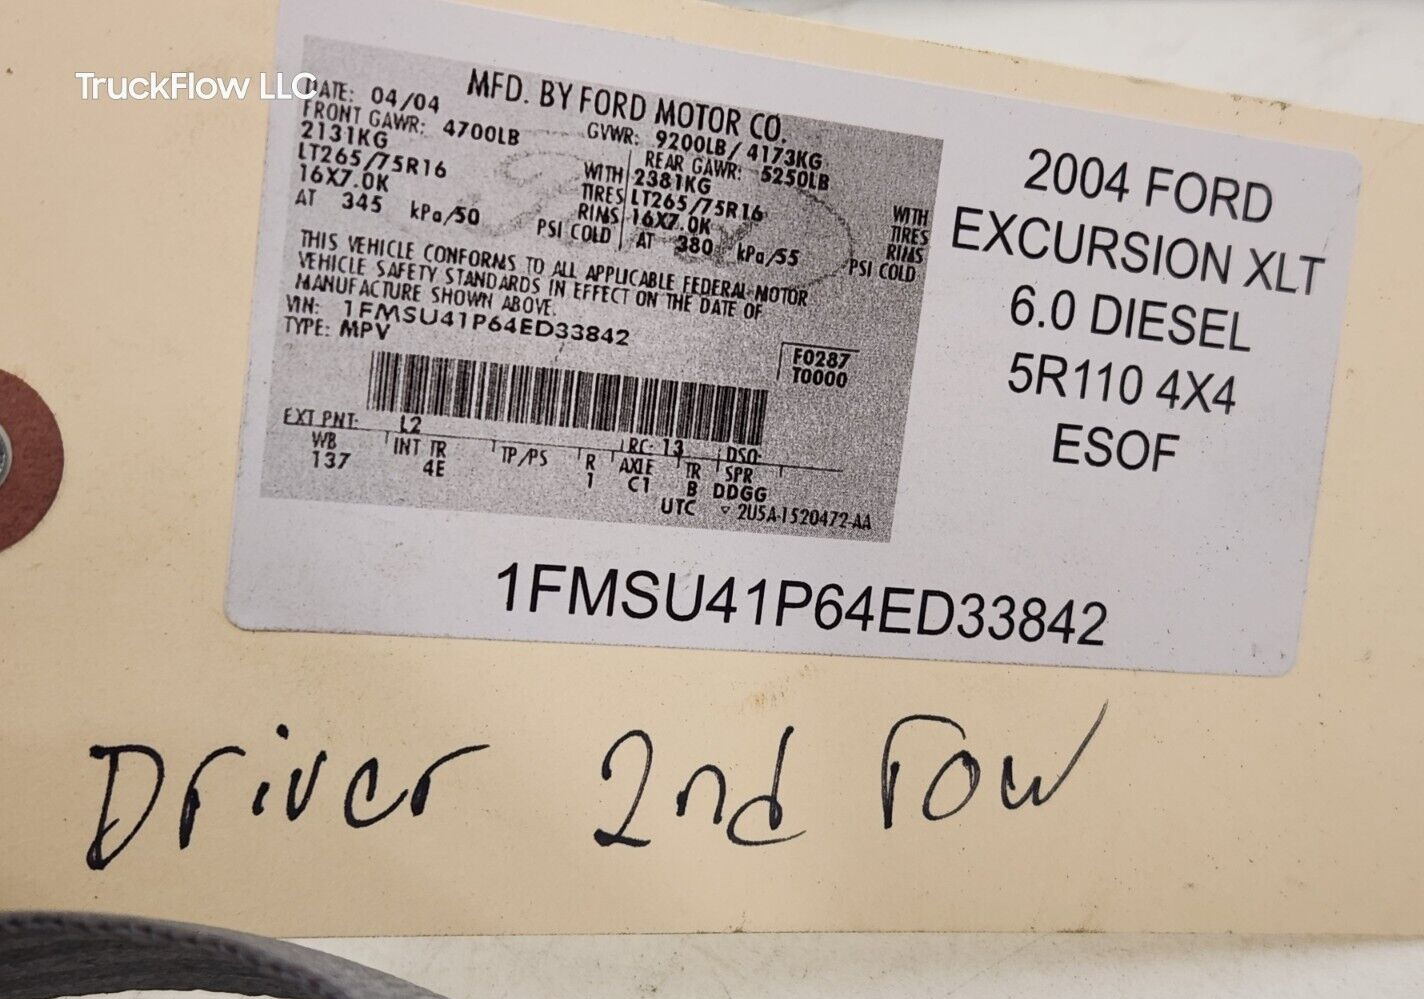 TruckFlow LLC
MFD. BY FORD MOTOR CO.
DATE: 04/04 GVWR: 9200LB/ 4173KG
FRONT GAWR: 4700LB REAR GAWR: 5250LB
2131KG WITH 2381KG WITH
LT265/75R16 TIRES LT265/75R16 TIRES
16X7.0K RIMS 16X7.0K RIMS
AT 345 kPa/50 PSI COLD AT 380 kPa/55 PSI COLD
THIS VEHICLE CONFORMS TO ALL APPLICABLE FEDERAL MOTOR
VEHICLE SAFETY STANDARDS IN EFFECT ON THE DATE OF
MANUFACTURE SHOWN ABOVE.
VIN: 1FMSU41P64ED33842
TYPE: MPV
F0287
T0000
EXT PNT: L2 RC: 13 DSO:
WB INT TR TP/PS R AXLE TR SPR
137 4E 1 C1 B DDGG
UTC ▽ 2U5A-1520472-AA
2004 FORD
EXCURSION XLT
6.0 DIESEL
5R110 4X4
ESOF
1FMSU41P64ED33842
Driver 2nd row